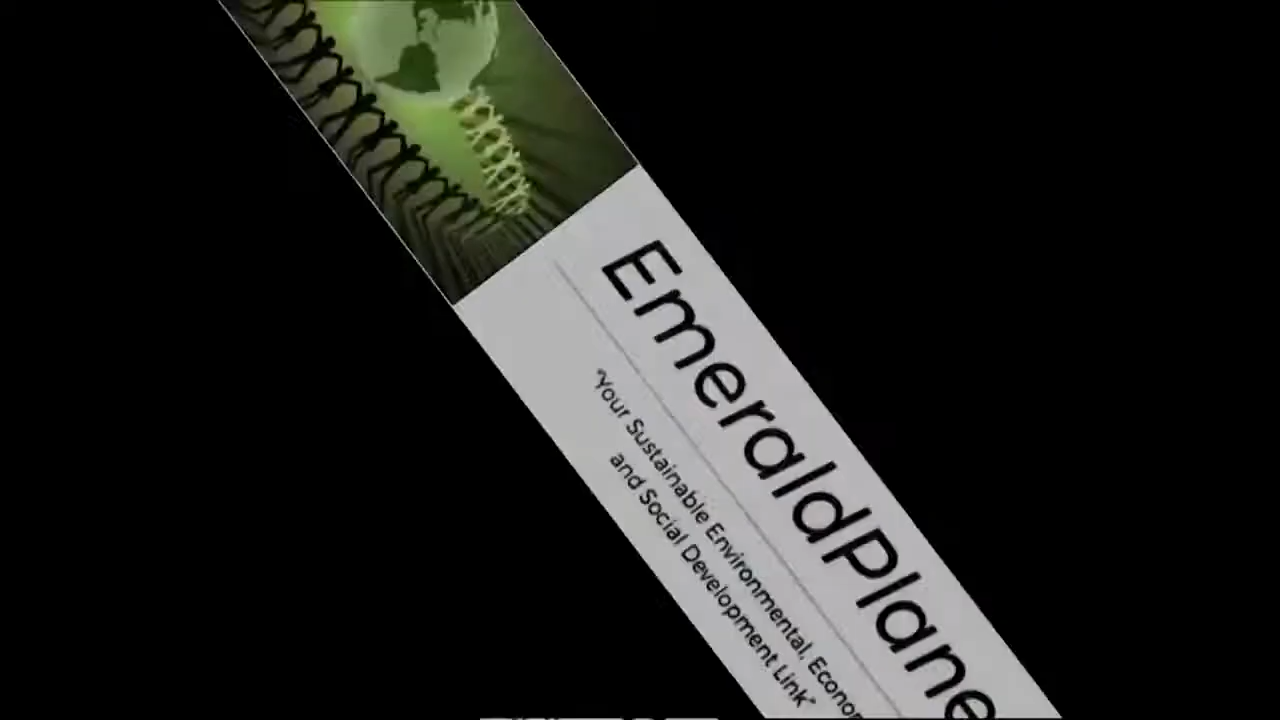 EmeraldPlane
"Your Sustainable Environmental, Econo
and Social Development Link"